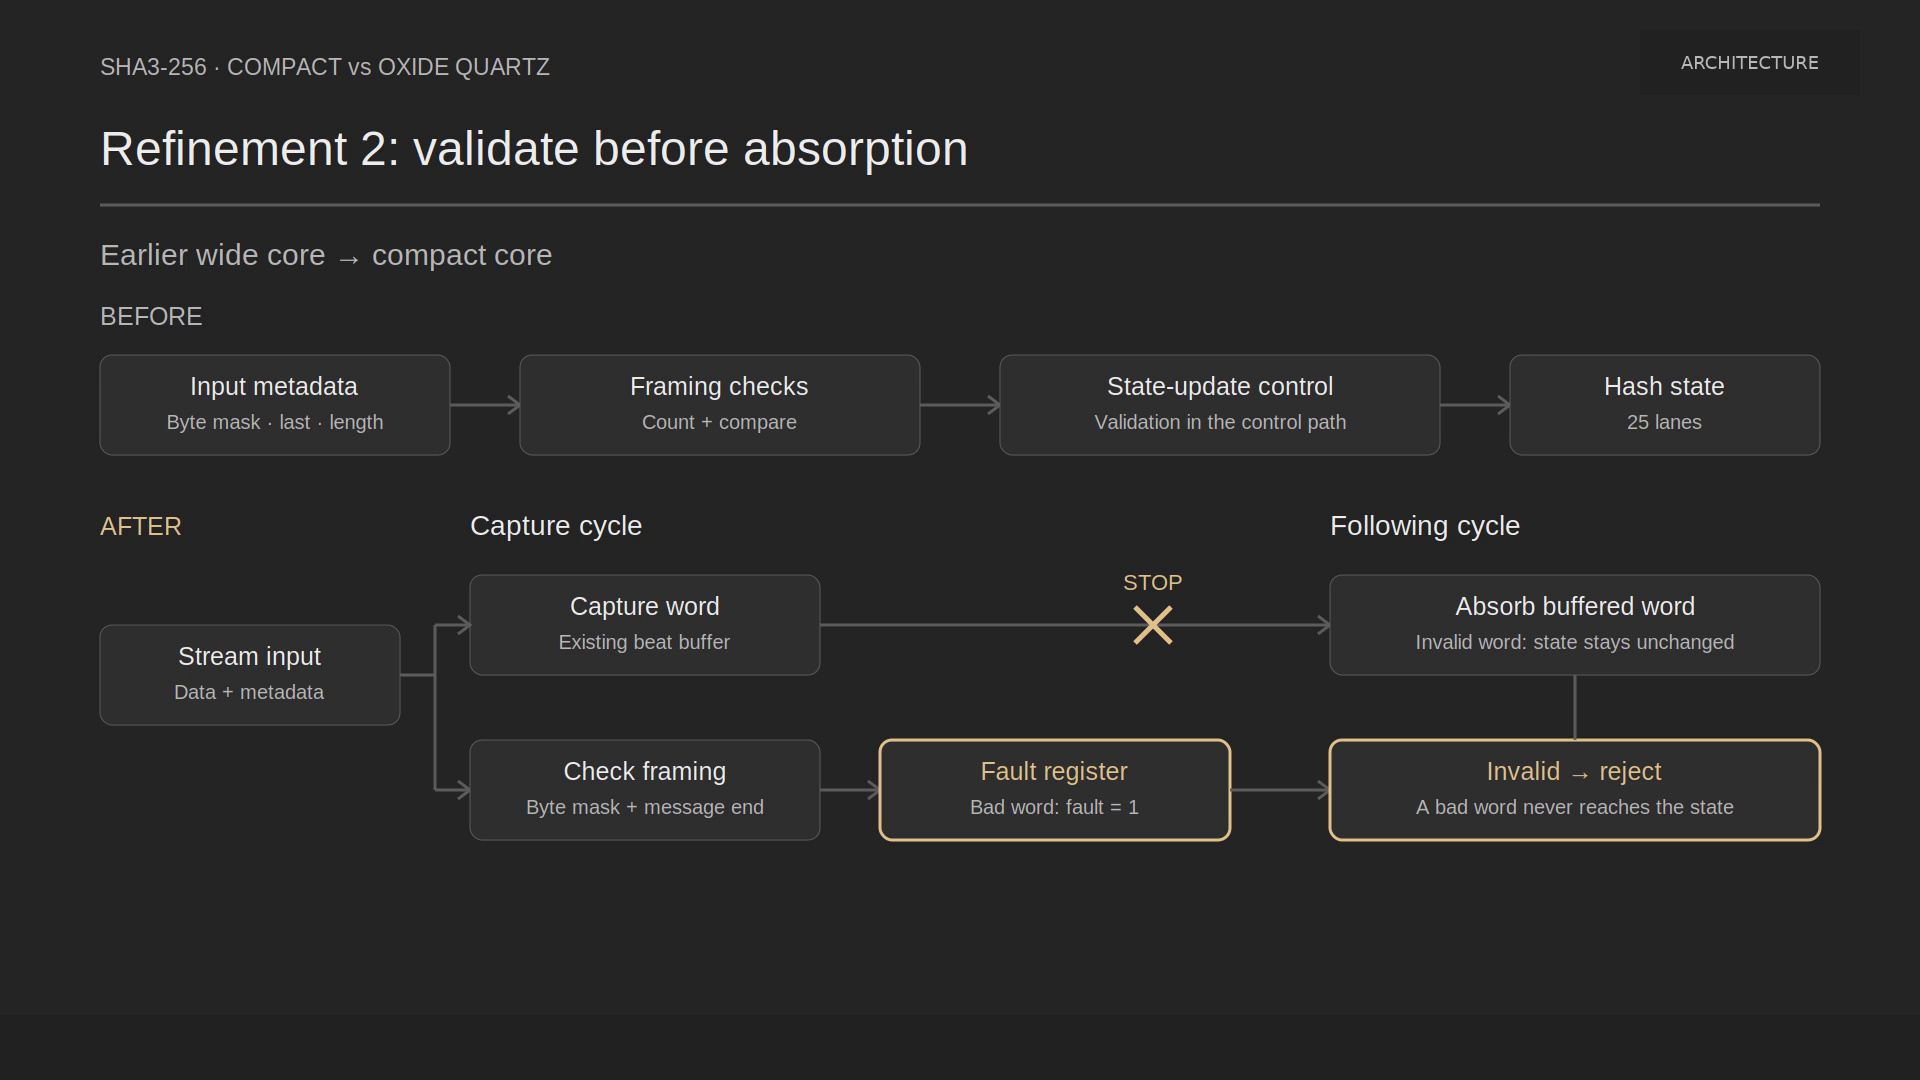 SHA3-256 · COMPACT vs OXIDE QUARTZ
ARCHITECTURE
Refinement 2: validate before absorption
Earlier wide core → compact core
BEFORE
Input metadata
Byte mask · last · length
Framing checks
Count + compare
State-update control
Validation in the control path
Hash state
25 lanes
AFTER
Capture cycle
Following cycle
Stream input
Data + metadata
Capture word
Existing beat buffer
STOP
Absorb buffered word
Invalid word: state stays unchanged
Check framing
Byte mask + message end
Fault register
Bad word: fault = 1
Invalid → reject
A bad word never reaches the state